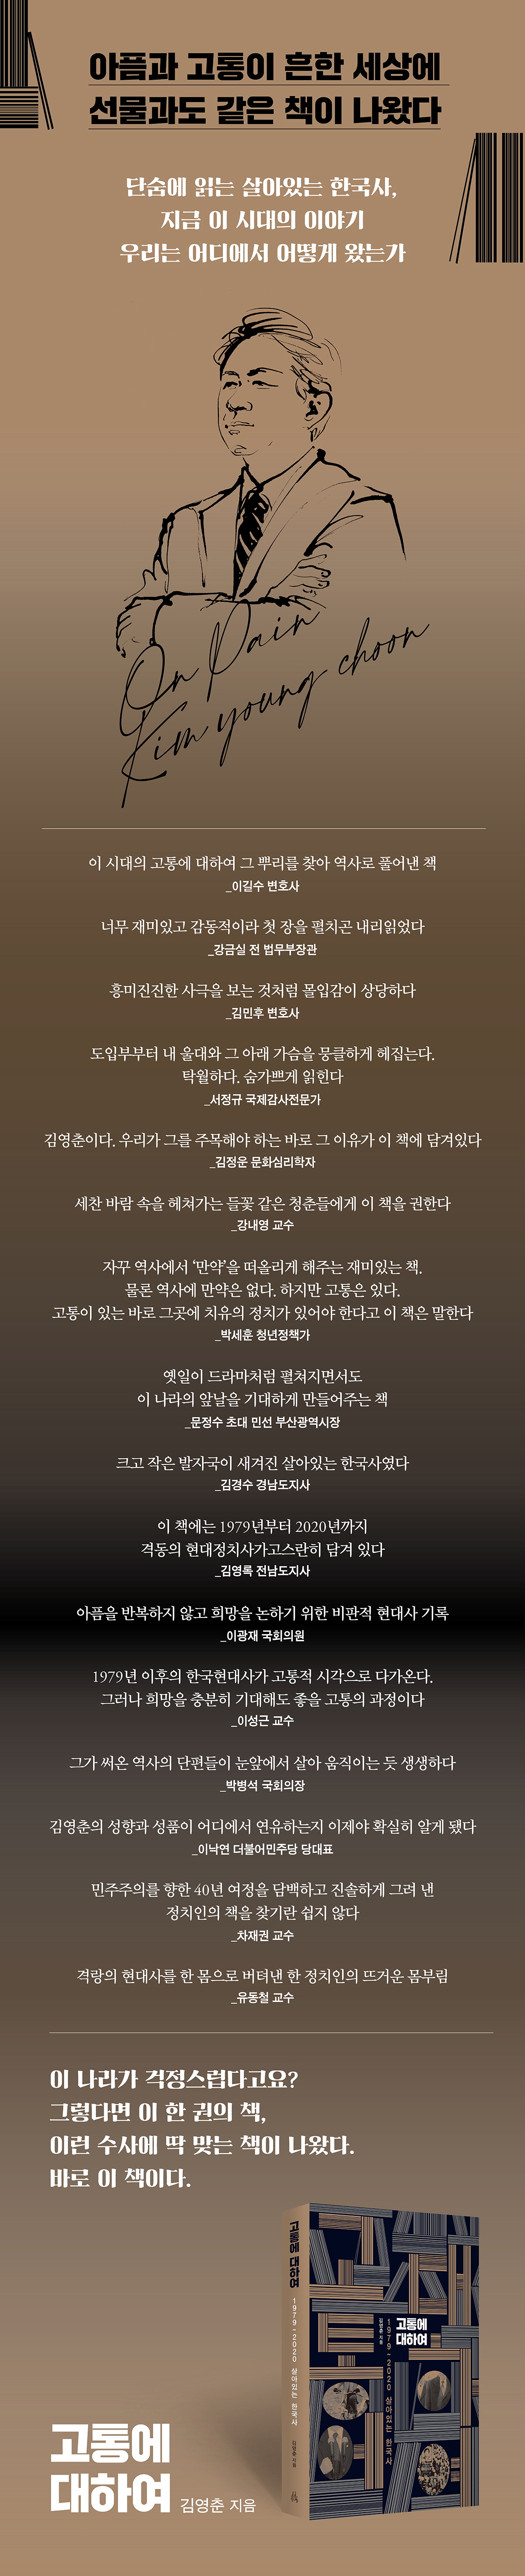 아픔과 고통이 흔한 세상에
선물과도 같은 책이 나왔다
단숨에 읽는 살아있는 한국사,
지금 이 시대의 이야기
우리는 어디에서 어떻게 왔는가
On Pain
Kim young choon
이 시대의 고통에 대하여 그 뿌리를 찾아 역사로 풀어낸 책
_이길수 변호사
너무 재미있고 감동적이라 첫 장을 펼치곤 내리읽었다
_강금실 전 법무부장관
흥미진진한 사극을 보는 것처럼 몰입감이 상당하다
_김민후 변호사
도입부부터 내 울대와 그 아래 가슴을 뭉클하게 헤집는다.
탁월하다. 숨가쁘게 읽힌다
_서정규 국제감사전문가
김영춘이다. 우리가 그를 주목해야 하는 바로 그 이유가 이 책에 담겨있다
_김정운 문화심리학자
세찬 바람 속을 헤쳐가는 들꽃 같은 청춘들에게 이 책을 권한다
_강내영 교수
자꾸 역사에서 ‘만약’을 떠올리게 해주는 재미있는 책.
물론 역사에 만약은 없다. 하지만 고통은 있다.
고통이 있는 바로 그곳에 치유의 정치가 있어야 한다고 이 책은 말한다
_박세훈 청년정책가
옛일이 드라마처럼 펼쳐지면서도
이 나라의 앞날을 기대하게 만들어주는 책
_문정수 초대 민선 부산광역시장
크고 작은 발자국이 새겨진 살아있는 한국사였다
_김경수 경남도지사
이 책에는 1979년부터 2020년까지
격동의 현대정치사가고스란히 담겨 있다
_김영록 전남도지사
아픔을 반복하지 않고 희망을 논하기 위한 비판적 현대사 기록
_이광재 국회의원
1979년 이후의 한국현대사가 고통적 시각으로 다가온다.
그러나 희망을 충분히 기대해도 좋을 고통의 과정이다
_이성근 교수
그가 써온 역사의 단편들이 눈앞에서 살아 움직이는 듯 생생하다
_박병석 국회의장
김영춘의 성향과 성품이 어디에서 연유하는지 이제야 확실히 알게 됐다
_이낙연 더불어민주당 당대표
민주주의를 향한 40년 여정을 담백하고 진솔하게 그려 낸
정치인의 책을 찾기란 쉽지 않다
_차재권 교수
격랑의 현대사를 한 몸으로 버텨낸 한 정치인의 뜨거운 몸부림
_유동철 교수
이 나라가 걱정스럽다고요?
그렇다면 이 한 권의 책,
이런 수사에 딱 맞는 책이 나왔다.
바로 이 책이다.
고통에 대하여
1979~2020 살아있는 한국사
김영춘 지음
고통에
대하여
1979~2020 살아있는 한국사
김영춘 지음
고통에
대하여 김영춘 지음